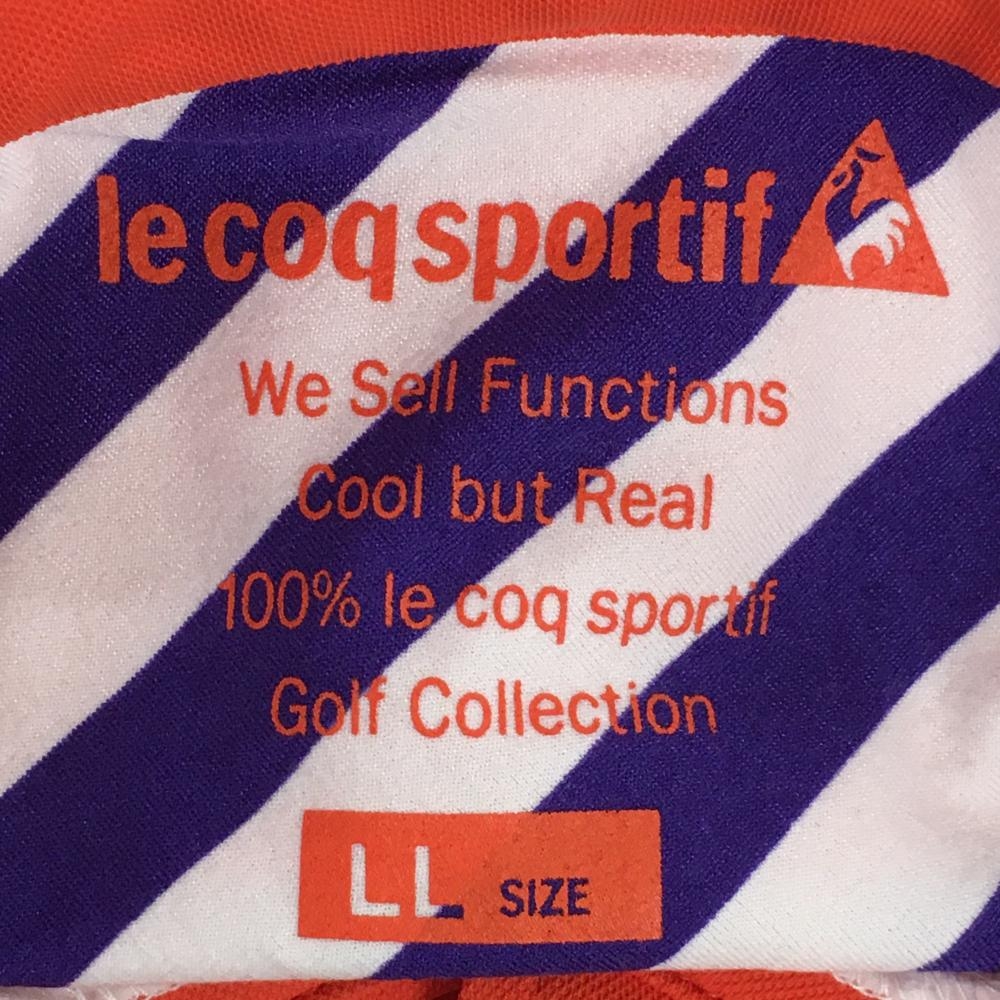 le coq sportif
We Sell Functions
Cool but Real
100% le coq sportif
Golf Collection
LL SIZE